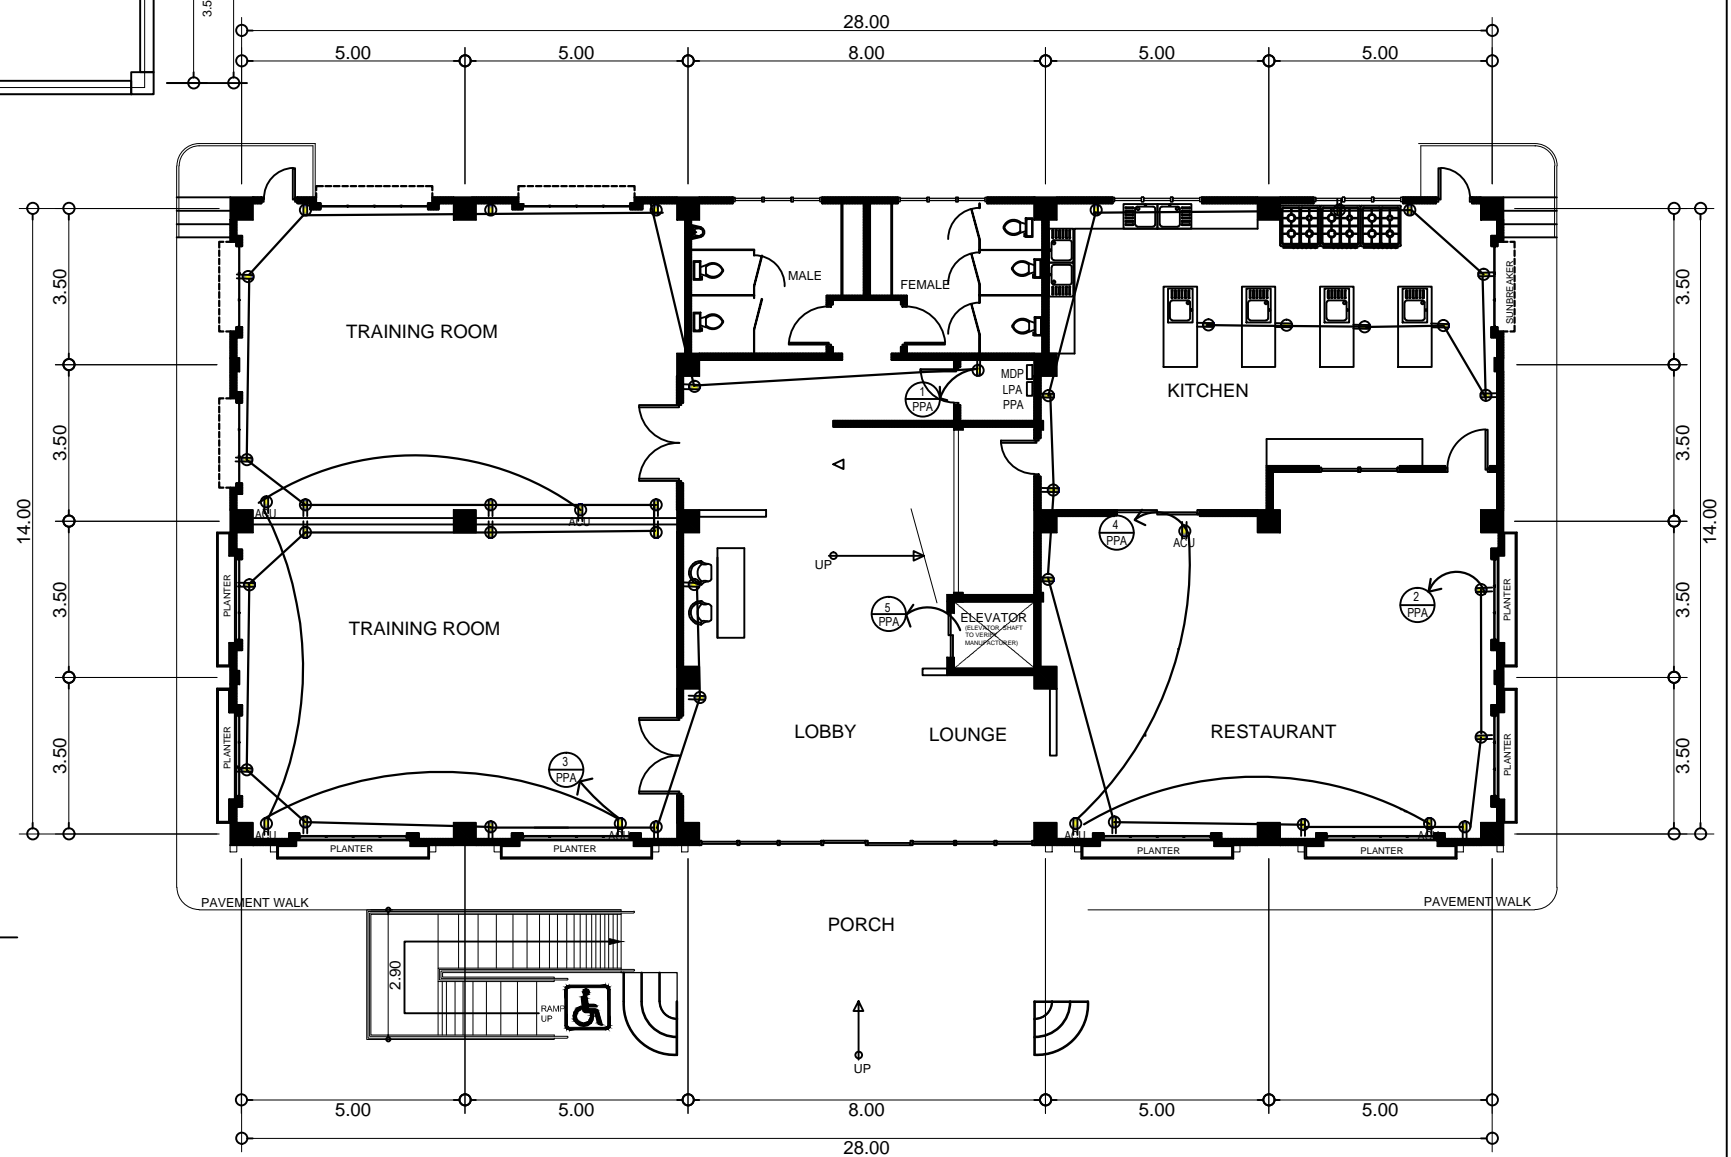 3.5
28.00
5.00
5.00
8.00
5.00
5.00
MALE
FEMALE
SUNBREAKER
3.50
3.50
TRAINING ROOM
MDP
LPA
PPA
1
PPA
KITCHEN
3.50
3.50
14.00
14.00
ACU
ACU
4
PPA
ACU
UP
3.50
3.50
PLANTER
PLANTER
2
PPA
5
PPA
ELEVATOR
(ELEVATOR SHAFT
TO VERIFY
MANUFACTURER)
TRAINING ROOM
LOBBY
LOUNGE
RESTAURANT
3.50
3.50
PLANTER
PLANTER
3
PPA
ACU
ACU
ACU
ACU
PLANTER
PLANTER
PLANTER
PLANTER
PAVEMENT WALK
PAVEMENT WALK
PORCH
2.90
RAMP
UP
UP
5.00
5.00
8.00
5.00
5.00
28.00